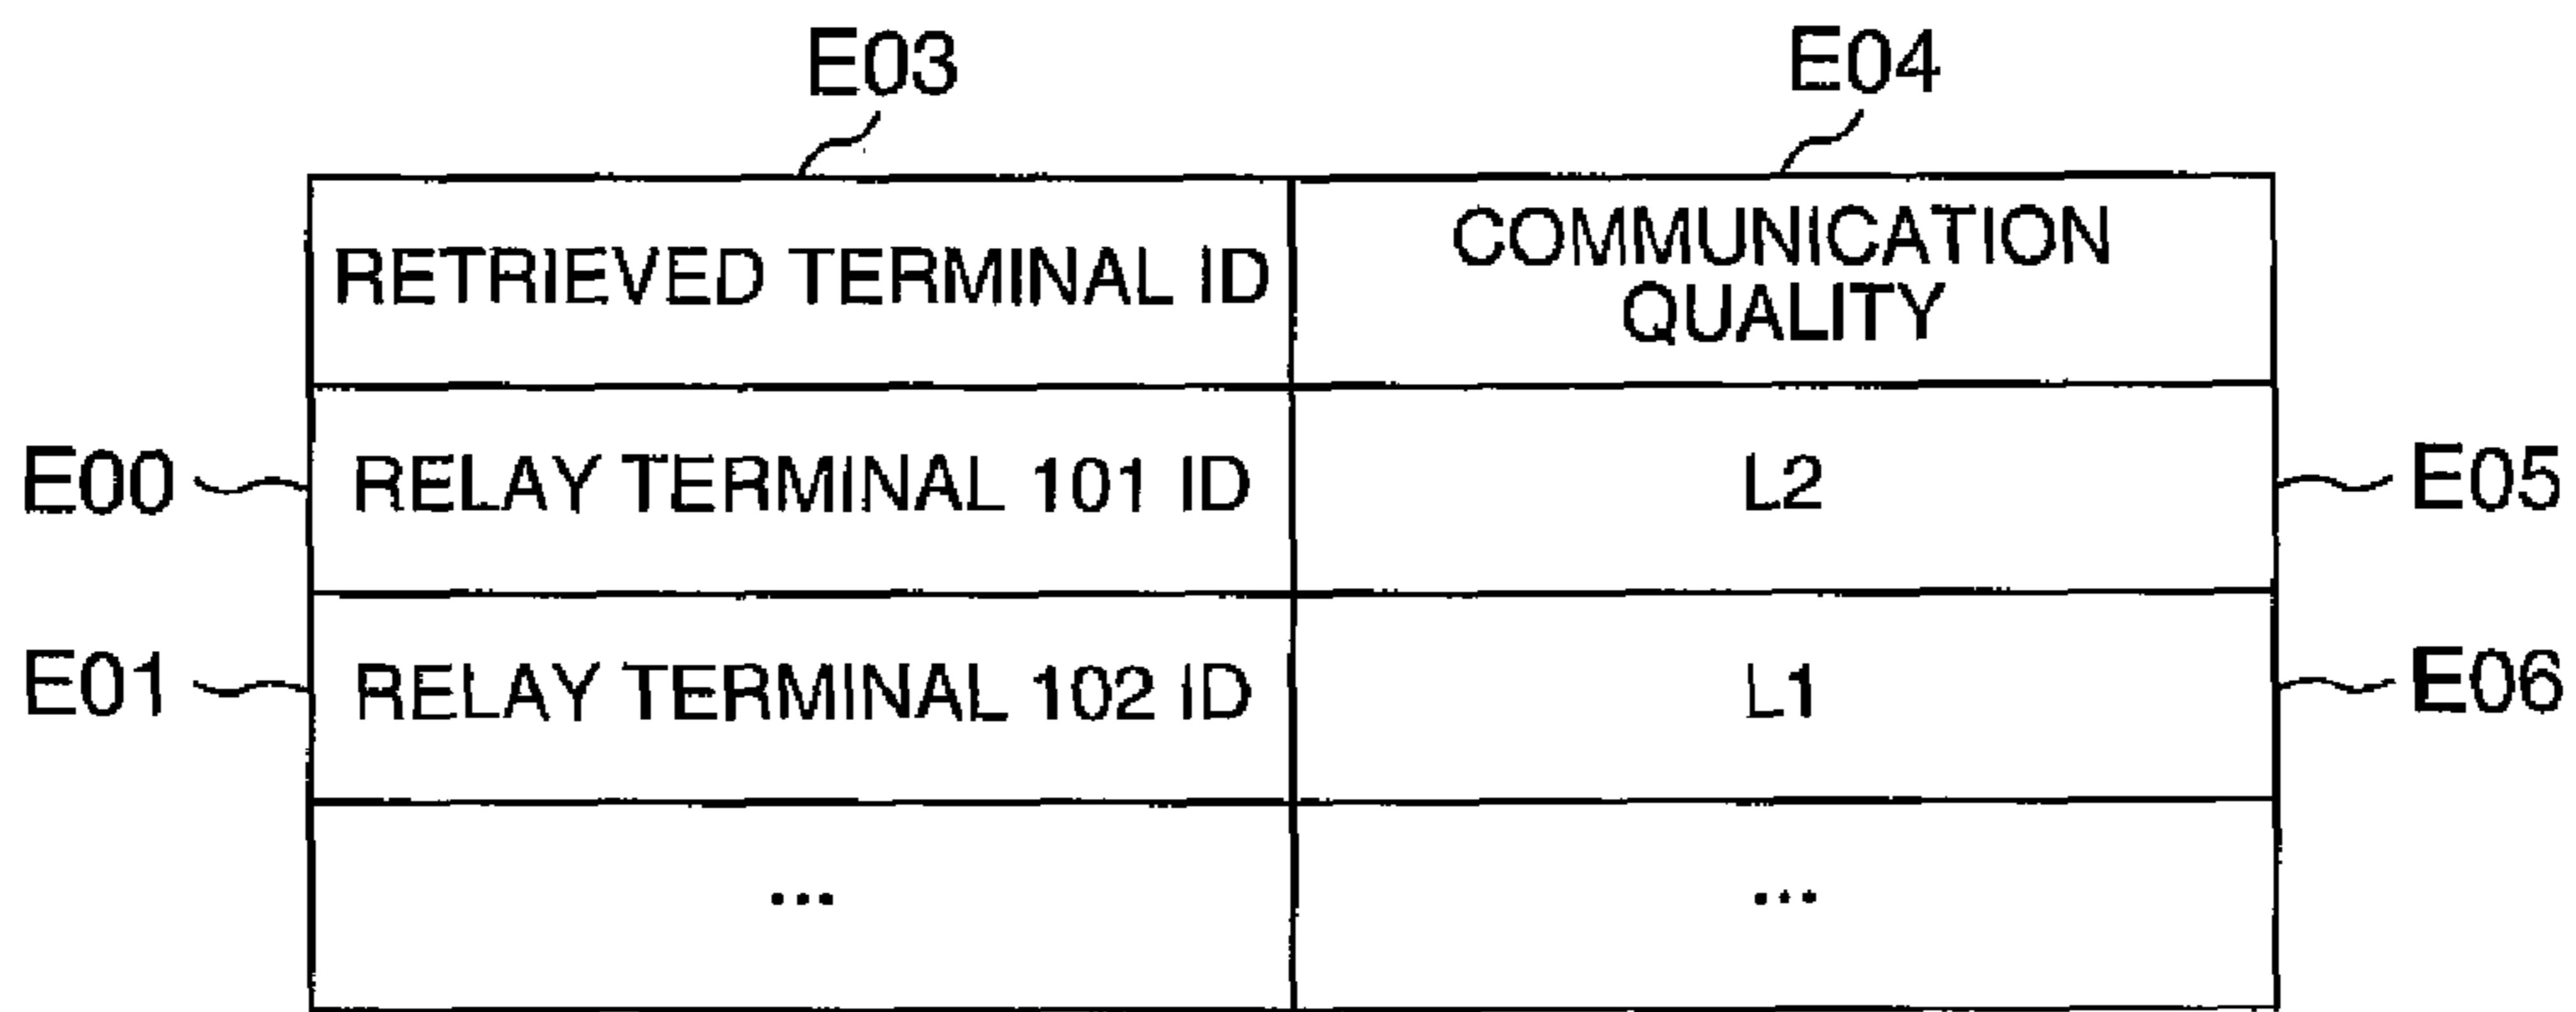 E03 E04
RETRIEVED TERMINAL ID COMMUNICATION QUALITY
E00 RELAY TERMINAL 101 ID L2 E05
E01 RELAY TERMINAL 102 ID L1 E06
... ...